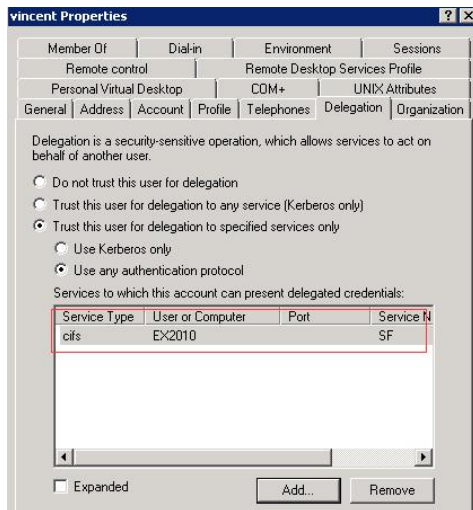 vincent Properties
Member Of Dial-in Environment Sessions
Remote control Remote Desktop Services Profile
Personal Virtual Desktop COM+ UNIX Attributes
General Address Account Profile Telephones Delegation Organization
Delegation is a security-sensitive operation, which allows services to act on
behalf of another user.
Do not trust this user for delegation
Trust this user for delegation to any service (Kerberos only)
Trust this user for delegation to specified services only
Use Kerberos only
Use any authentication protocol
Services to which this account can present delegated credentials:
Service Type User or Computer Port Service N
cifs EX2010 SF
Expanded Add... Remove